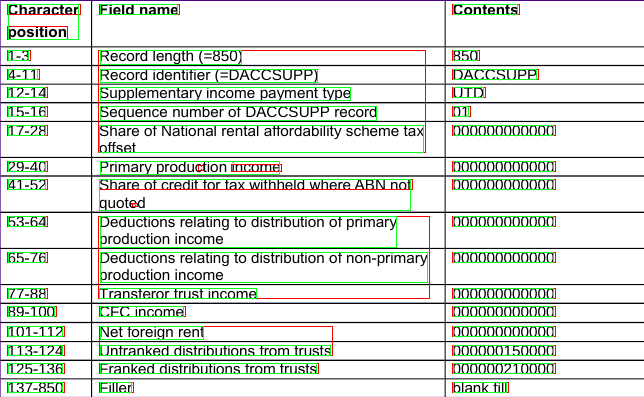 Character Field name Contents
position
1-3 Record length (=850) 850
4-11 Record identifier (=DACCSUPP) DACCSUPP
12-14 Supplementary income payment type UTD
15-16 Sequence number of DACCSUPP record 01
17-28 Share of National rental affordability scheme tax 000000000000
offset
29-40 Primary production income 000000000000
41-52 Share of credit for tax withheld where ABN not 000000000000
quoted
53-64 Deductions relating to distribution of primary 000000000000
production income
65-76 Deductions relating to distribution of non-primary 000000000000
production income
77-88 Transferor trust income 000000000000
89-100 CFC income 000000000000
101-112 Net foreign rent 000000000000
113-124 Unfranked distributions from trusts 000000150000
125-136 Franked distributions from trusts 000000210000
137-850 Filler blank fill